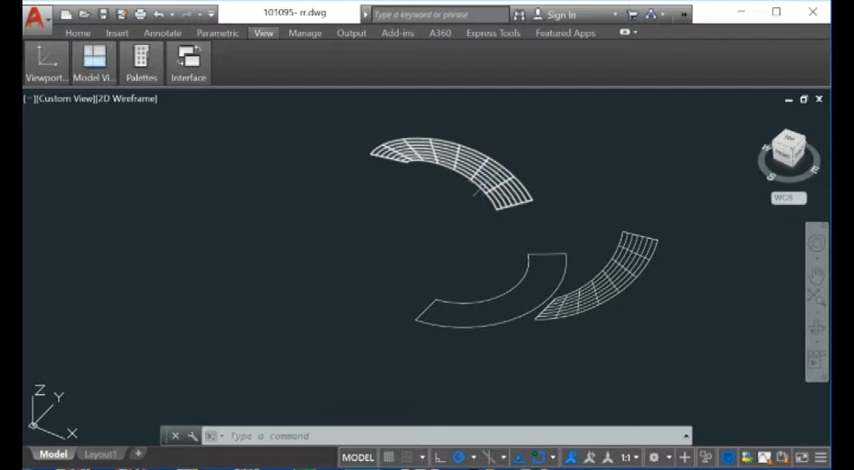 101095- rr.dwg
Type a keyword or phrase
Sign In
Home Insert Annotate Parametric View Manage Output Add-ins A360 Express Tools Featured Apps
Viewport... Model Vi... Palettes Interface
[−][Custom View][2D Wireframe]
TOP
FRONT
S E
WCS
Z
Y
X
Type a command
Model Layout1 + MODEL 1:1